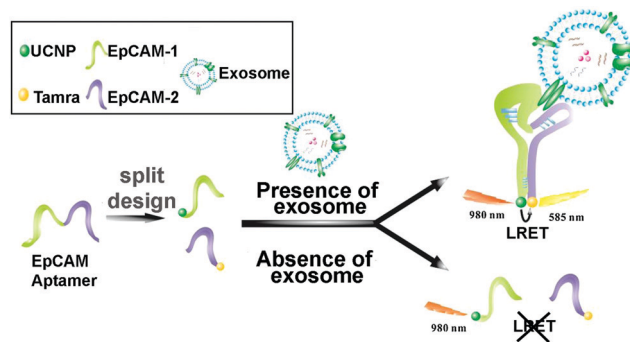 UCNP
EpCAM-1
Exosome
Tamra
EpCAM-2
split
design
EpCAM
Aptamer
Presence of
exosome
Absence of
exosome
980 nm
585 nm
LRET
980 nm
LRET